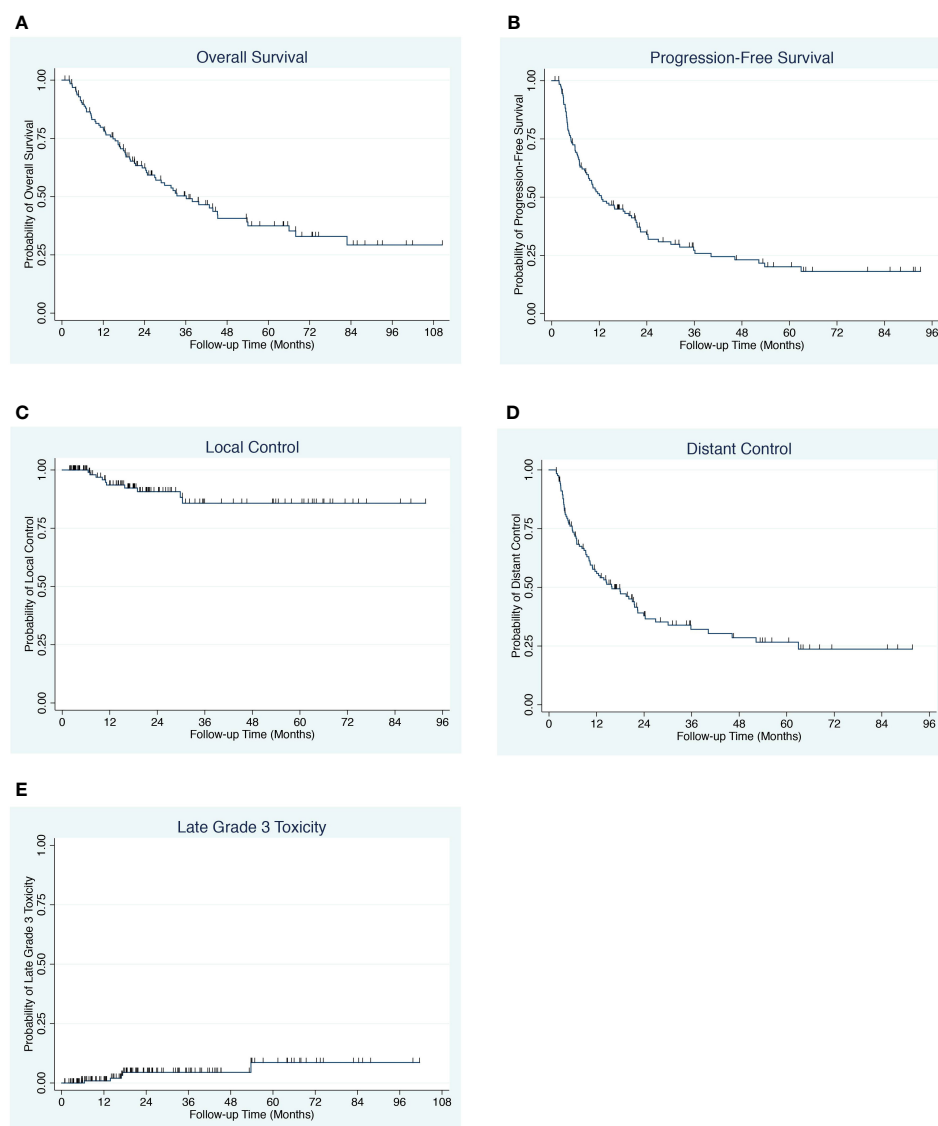 A
Overall Survival
Probability of Overall Survival
1.00
0.75
0.50
0.25
0.00
0 12 24 36 48 60 72 84 96 108
Follow-up Time (Months)
B
Progression-Free Survival
Probability of Progression-Free Survival
1.00
0.75
0.50
0.25
0.00
0 12 24 36 48 60 72 84 96
Follow-up Time (Months)
C
Local Control
Probability of Local Control
1.00
0.75
0.50
0.25
0.00
0 12 24 36 48 60 72 84 96
Follow-up Time (Months)
D
Distant Control
Probability of Distant Control
1.00
0.75
0.50
0.25
0.00
0 12 24 36 48 60 72 84 96
Follow-up Time (Months)
E
Late Grade 3 Toxicity
Probability of Late Grade 3 Toxicity
1.00
0.75
0.50
0.25
0.00
0 12 24 36 48 60 72 84 96 108
Follow-up Time (Months)